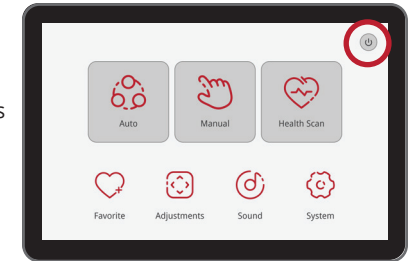 s
Auto
Manual
Health Scan
Favorite
Adjustments
Sound
System